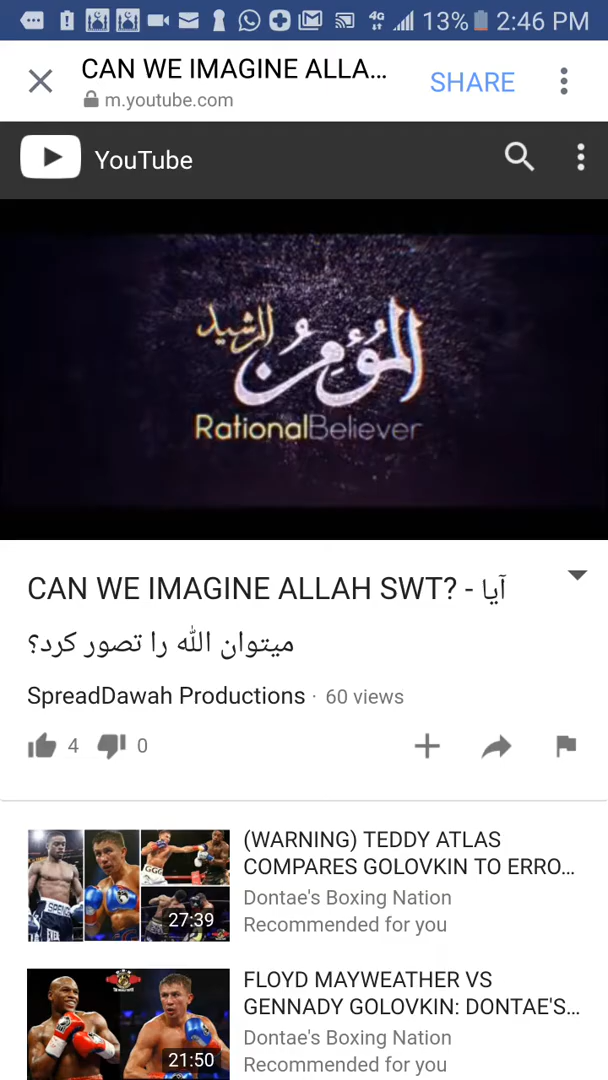 4G 13% 2:46 PM
CAN WE IMAGINE ALLA...
m.youtube.com
SHARE
YouTube
المؤمن الرشيد
RationalBeliever
CAN WE IMAGINE ALLAH SWT? - آیا
میتوان الله را تصور کرد؟
SpreadDawah Productions · 60 views
4 0
(WARNING) TEDDY ATLAS
COMPARES GOLOVKIN TO ERRO...
Dontae's Boxing Nation
Recommended for you
27:39
FLOYD MAYWEATHER VS
GENNADY GOLOVKIN: DONTAE'S...
Dontae's Boxing Nation
Recommended for you
21:50